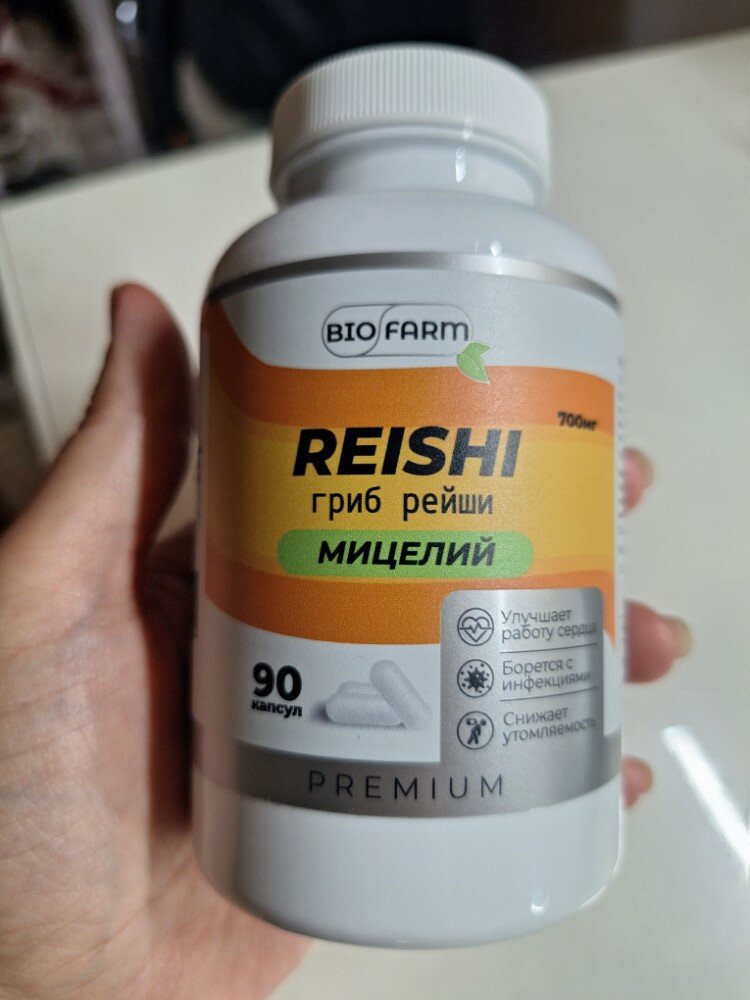 BIO FARM
700мг
REISHI
гриб рейши
МИЦЕЛИЙ
Улучшает
работу сердца
Борется с
инфекциями
Снижает
утомляемость
90
капсул
PREMIUM